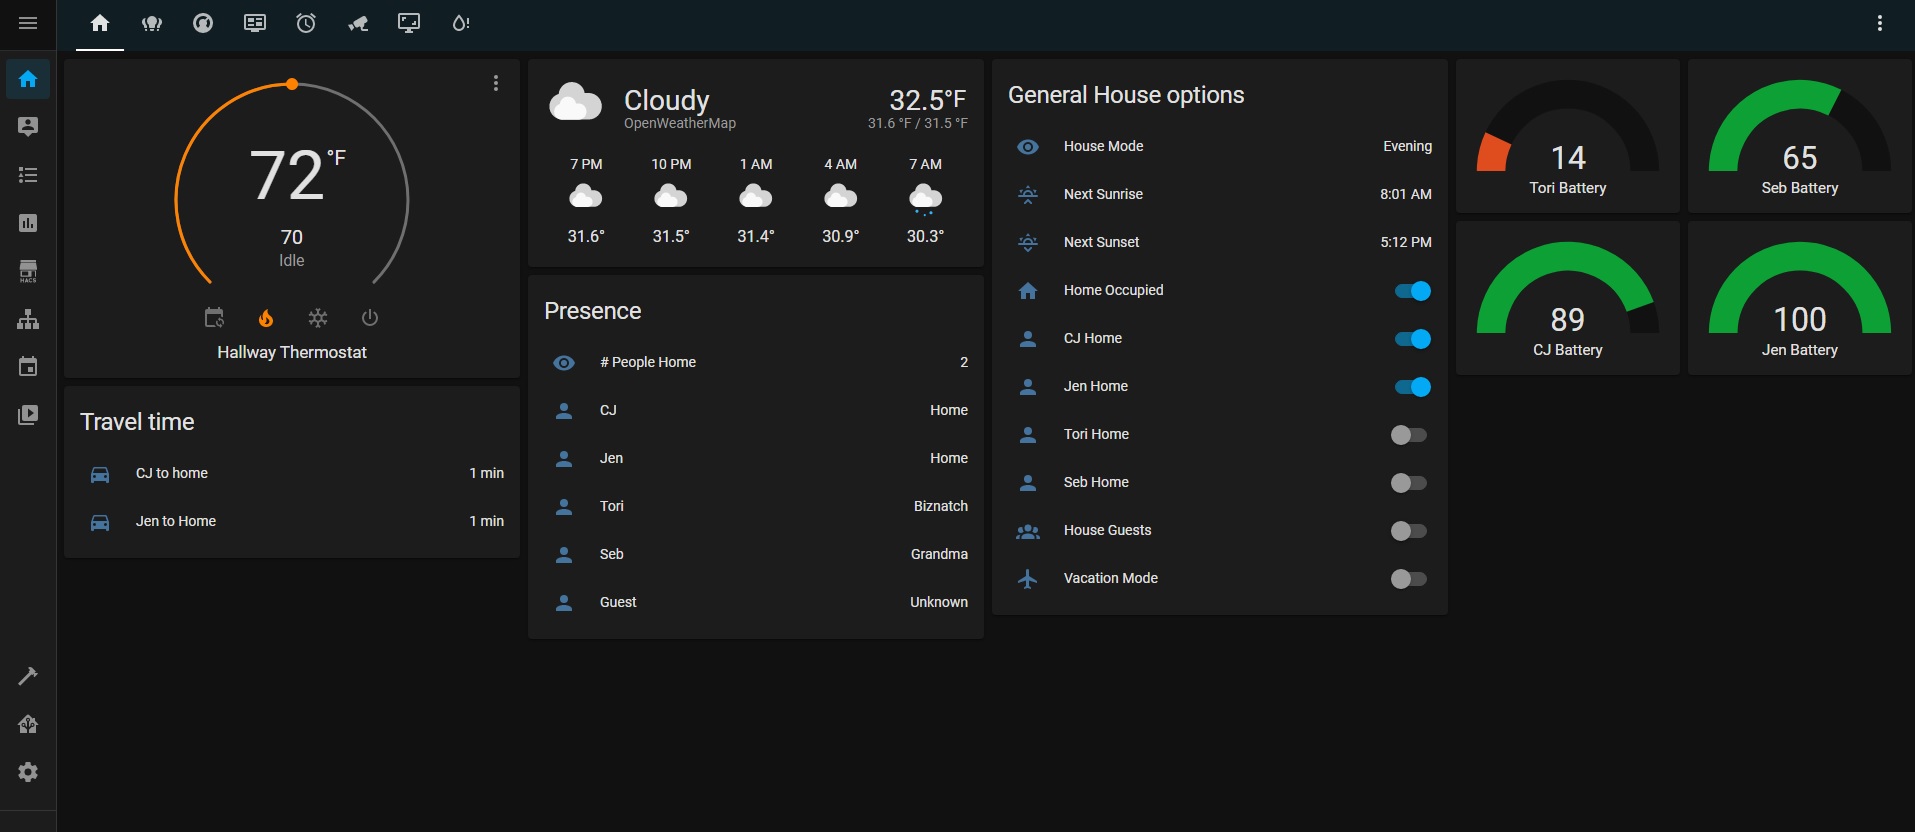 HACS
72 °F
70
Idle
Hallway Thermostat
Travel time
CJ to home 1 min
Jen to Home 1 min
Cloudy 32.5°F
OpenWeatherMap 31.6 °F / 31.5 °F
7 PM 10 PM 1 AM 4 AM 7 AM
31.6° 31.5° 31.4° 30.9° 30.3°
Presence
# People Home 2
CJ Home
Jen Home
Tori Biznatch
Seb Grandma
Guest Unknown
General House options
House Mode Evening
Next Sunrise 8:01 AM
Next Sunset 5:12 PM
Home Occupied
CJ Home
Jen Home
Tori Home
Seb Home
House Guests
Vacation Mode
14
Tori Battery
65
Seb Battery
89
CJ Battery
100
Jen Battery